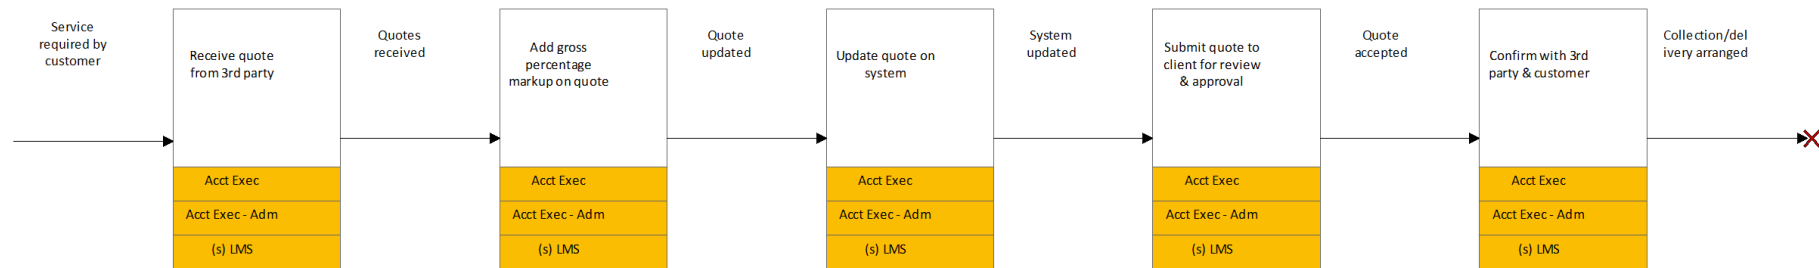 Service
required by
customer
Receive quote
from 3rd party
Acct Exec
Acct Exec - Adm
(s) LMS
Quotes
received
Add gross
percentage
markup on quote
Acct Exec
Acct Exec - Adm
(s) LMS
Quote
updated
Update quote on
system
Acct Exec
Acct Exec - Adm
(s) LMS
System
updated
Submit quote to
client for review
& approval
Acct Exec
Acct Exec - Adm
(s) LMS
Quote
accepted
Confirm with 3rd
party & customer
Acct Exec
Acct Exec - Adm
(s) LMS
Collection/del
ivery arranged